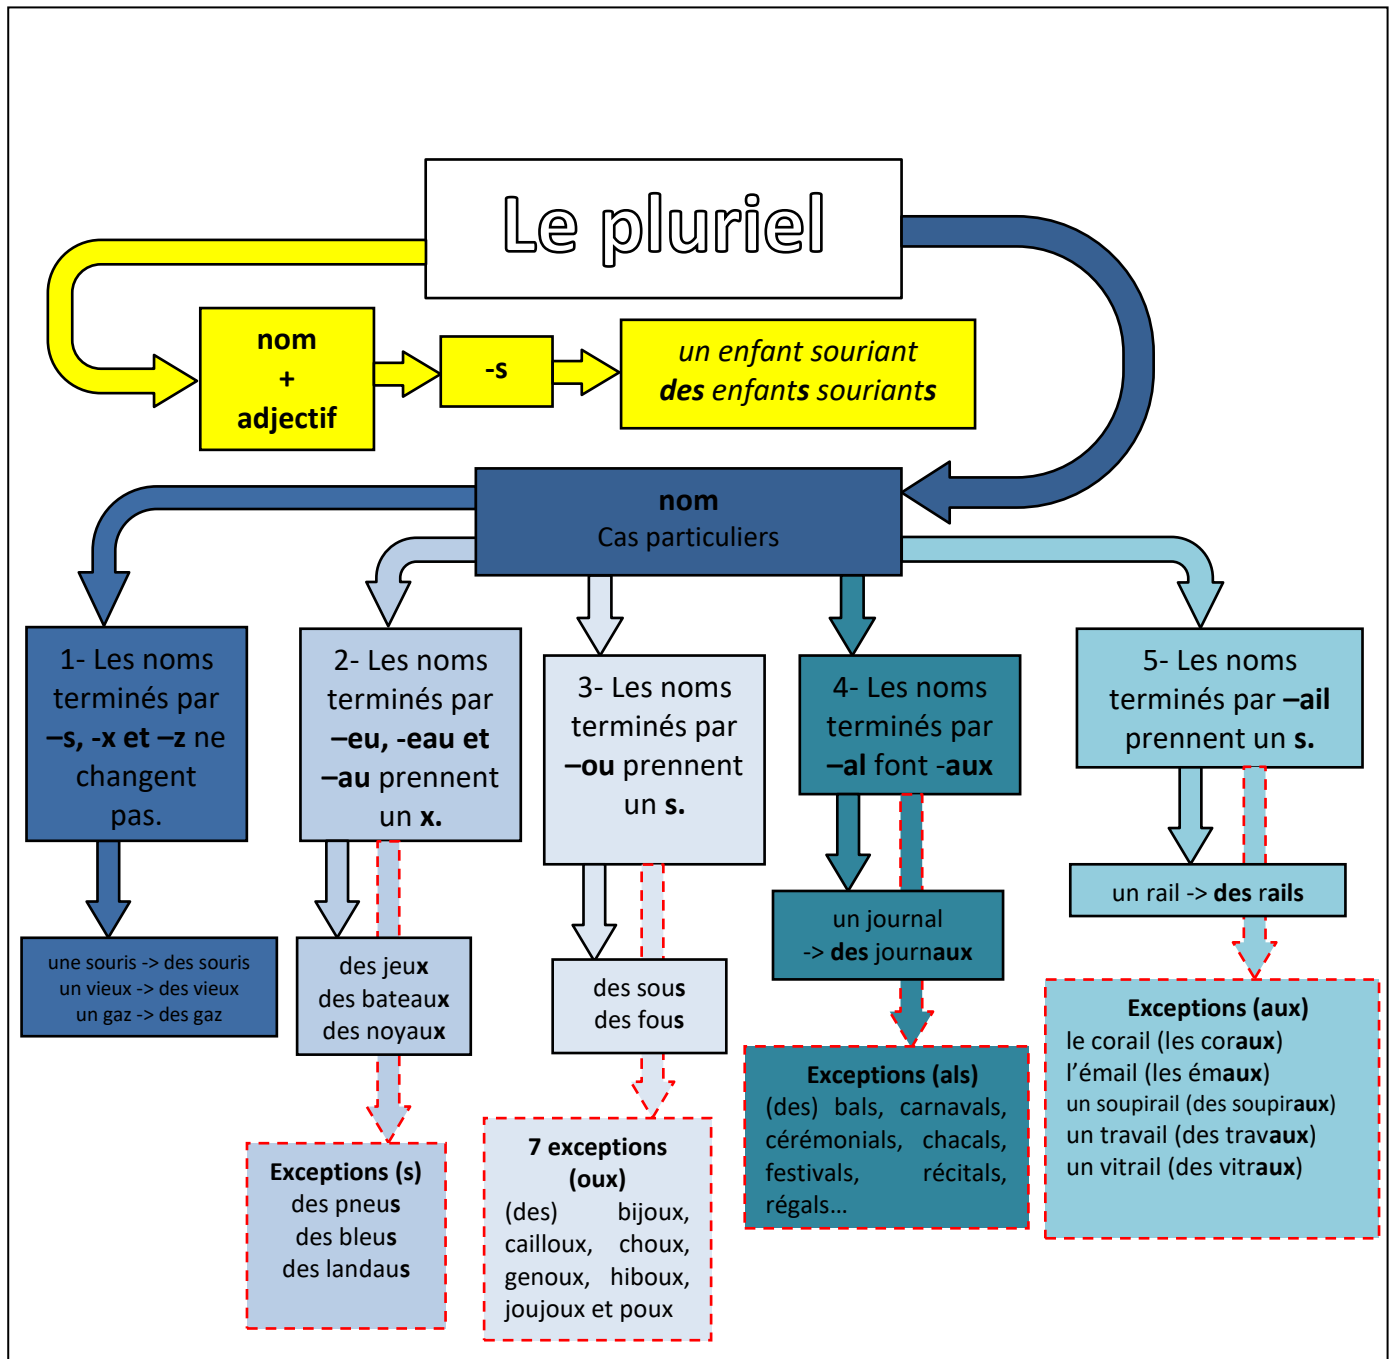 Le pluriel
nom
+
adjectif
-s
un enfant souriant
des enfants souriants
nom
Cas particuliers
1- Les noms
terminés par
–s, -x et –z ne
changent
pas.
2- Les noms
terminés par
–eu, -eau et
–au prennent
un x.
3- Les noms
terminés par
–ou prennent
un s.
4- Les noms
terminés par
–al font -aux
5- Les noms
terminés par –ail
prennent un s.
une souris -> des souris
un vieux -> des vieux
un gaz -> des gaz
des jeux
des bateaux
des noyaux
des sous
des fous
un journal
-> des journaux
un rail -> des rails
Exceptions (s)
des pneus
des bleus
des landaus
7 exceptions
(oux)
(des) bijoux,
cailloux, choux,
genoux, hiboux,
joujoux et poux
Exceptions (als)
(des) bals, carnavals,
cérémonials, chacals,
festivals, récitals,
régals…
Exceptions (aux)
le corail (les coraux)
l’émail (les émaux)
un soupirail (des soupiraux)
un travail (des travaux)
un vitrail (des vitraux)